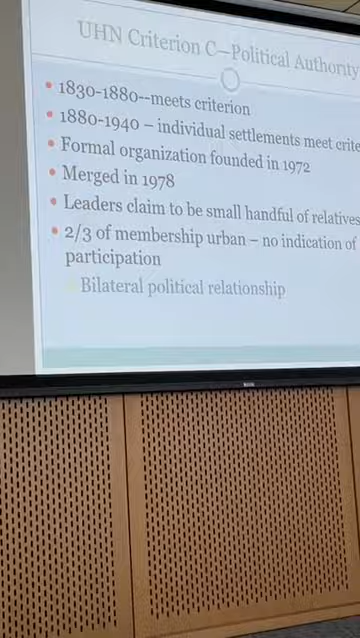 UHN Criterion C—Political Authority
1830-1880--meets criterion
1880-1940 – individual settlements meet crite
Formal organization founded in 1972
Merged in 1978
Leaders claim to be small handful of relatives
2/3 of membership urban – no indication of
participation
Bilateral political relationship